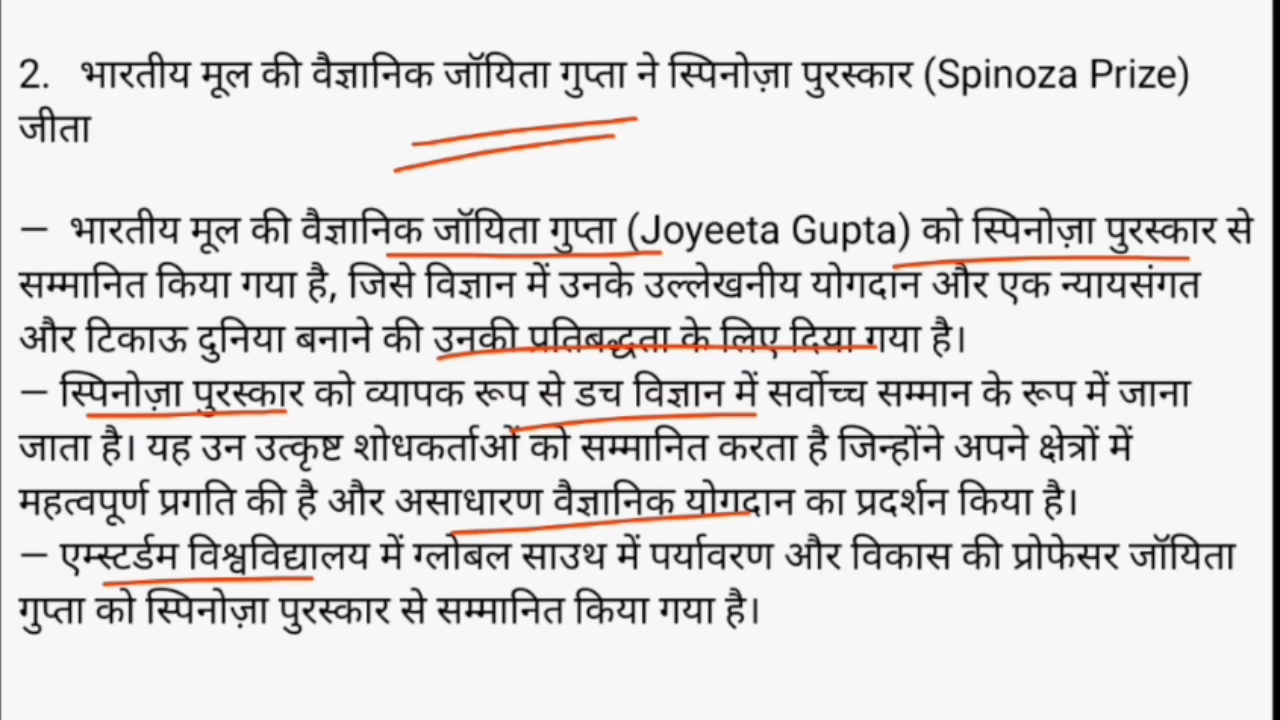 2. भारतीय मूल की वैज्ञानिक जॉयिता गुप्ता ने स्पिनोज़ा पुरस्कार (Spinoza Prize)
जीता
— भारतीय मूल की वैज्ञानिक जॉयिता गुप्ता (Joyeeta Gupta) को स्पिनोज़ा पुरस्कार से
सम्मानित किया गया है, जिसे विज्ञान में उनके उल्लेखनीय योगदान और एक न्यायसंगत
और टिकाऊ दुनिया बनाने की उनकी प्रतिबद्धता के लिए दिया गया है।
— स्पिनोज़ा पुरस्कार को व्यापक रूप से डच विज्ञान में सर्वोच्च सम्मान के रूप में जाना
जाता है। यह उन उत्कृष्ट शोधकर्ताओं को सम्मानित करता है जिन्होंने अपने क्षेत्रों में
महत्वपूर्ण प्रगति की है और असाधारण वैज्ञानिक योगदान का प्रदर्शन किया है।
— एम्स्टर्डम विश्वविद्यालय में ग्लोबल साउथ में पर्यावरण और विकास की प्रोफेसर जॉयिता
गुप्ता को स्पिनोज़ा पुरस्कार से सम्मानित किया गया है।